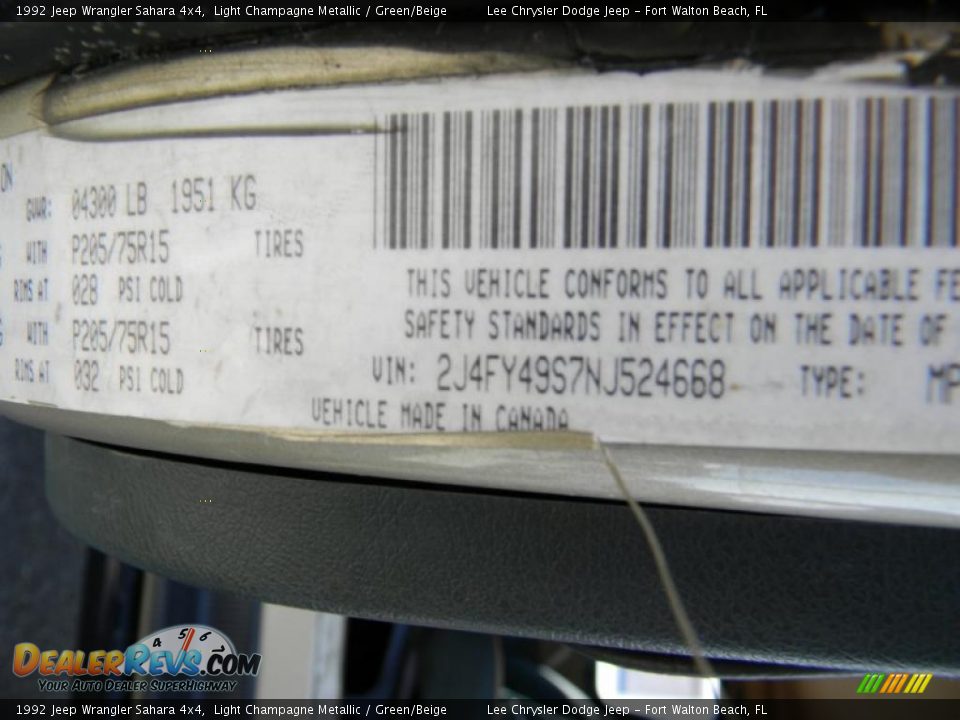 1992 Jeep Wrangler Sahara 4x4,  Light Champagne Metallic / Green/Beige  Lee Chrysler Dodge Jeep - Fort Walton Beach, FL
GVWR: 04300 LB 1951 KG
WITH P205/75R15 TIRES
RIMS AT 028 PSI COLD
WITH P205/75R15 TIRES
RIMS AT 032 PSI COLD
THIS VEHICLE CONFORMS TO ALL APPLICABLE FE
SAFETY STANDARDS IN EFFECT ON THE DATE OF
VIN: 2J4FY49S7NJ524668 TYPE: MP
VEHICLE MADE IN CANADA
4 5 6
DEALERREVS.COM
YOUR AUTO DEALER SUPERHIGHWAY
1992 Jeep Wrangler Sahara 4x4,  Light Champagne Metallic / Green/Beige  Lee Chrysler Dodge Jeep - Fort Walton Beach, FL